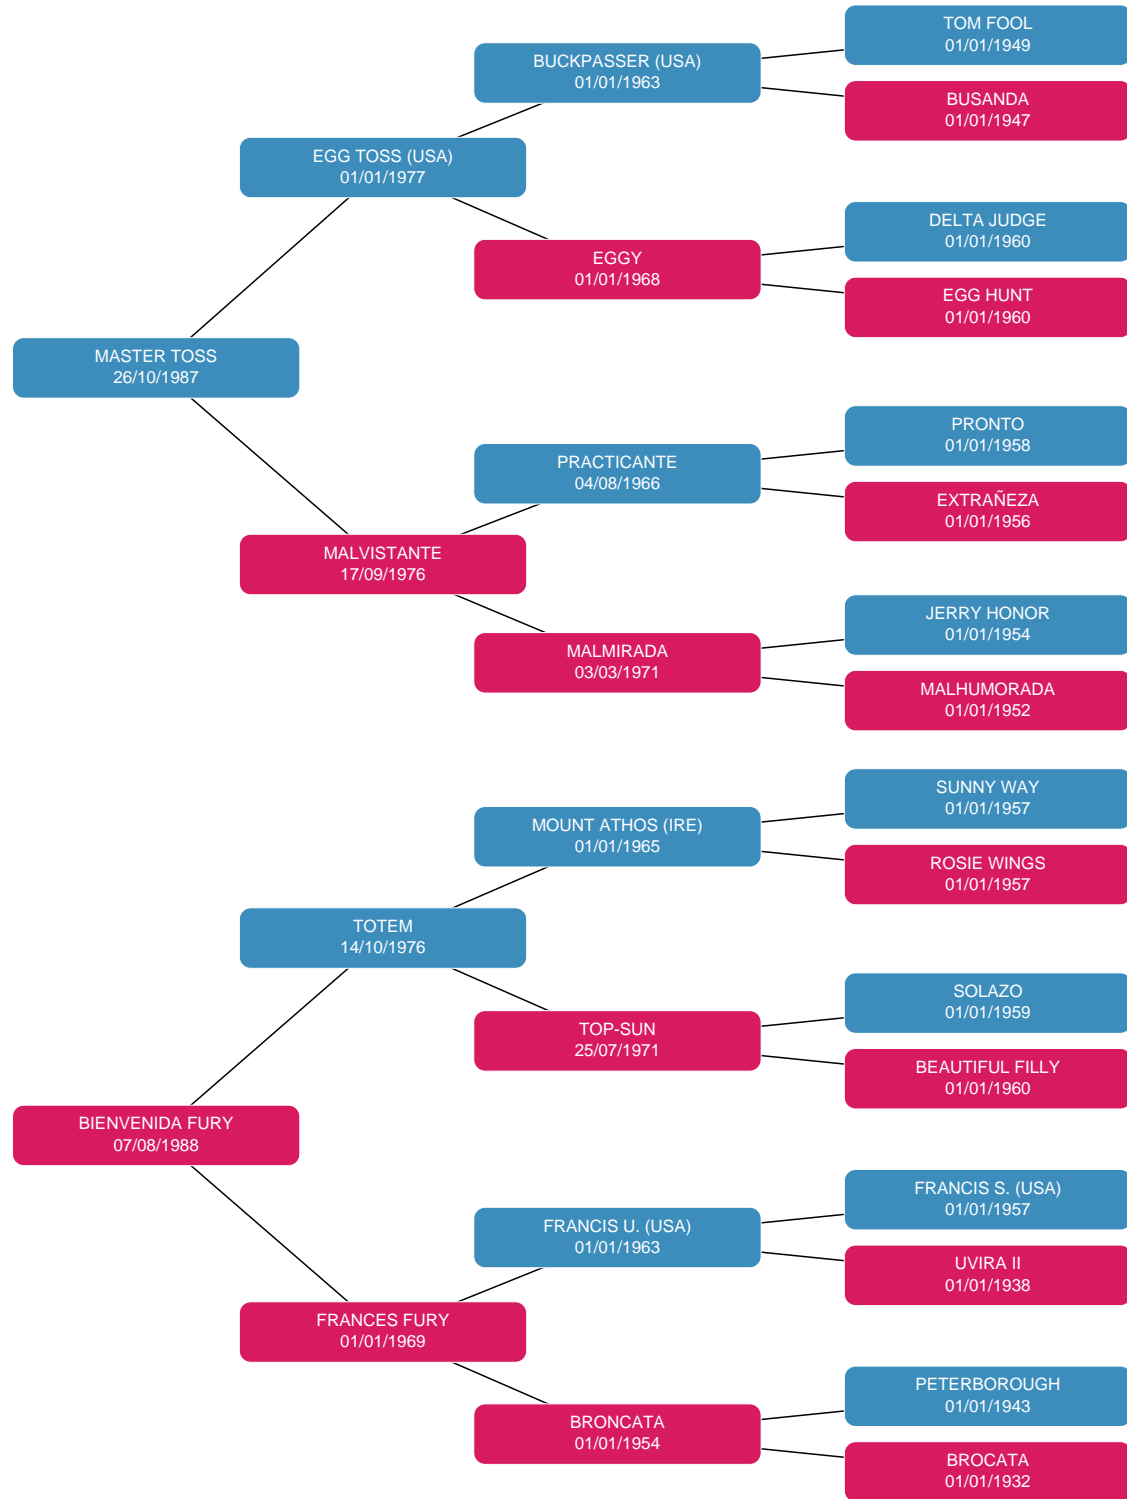 TOM FOOL
01/01/1949
BUCKPASSER (USA)
01/01/1963
BUSANDA
01/01/1947
EGG TOSS (USA)
01/01/1977
DELTA JUDGE
01/01/1960
EGGY
01/01/1968
EGG HUNT
01/01/1960
MASTER TOSS
26/10/1987
PRONTO
01/01/1958
PRACTICANTE
04/08/1966
EXTRAÑEZA
01/01/1956
MALVISTANTE
17/09/1976
JERRY HONOR
01/01/1954
MALMIRADA
03/03/1971
MALHUMORADA
01/01/1952
SUNNY WAY
01/01/1957
MOUNT ATHOS (IRE)
01/01/1965
ROSIE WINGS
01/01/1957
TOTEM
14/10/1976
SOLAZO
01/01/1959
TOP-SUN
25/07/1971
BEAUTIFUL FILLY
01/01/1960
BIENVENIDA FURY
07/08/1988
FRANCIS S. (USA)
01/01/1957
FRANCIS U. (USA)
01/01/1963
UVIRA II
01/01/1938
FRANCES FURY
01/01/1969
PETERBOROUGH
01/01/1943
BRONCATA
01/01/1954
BROCATA
01/01/1932